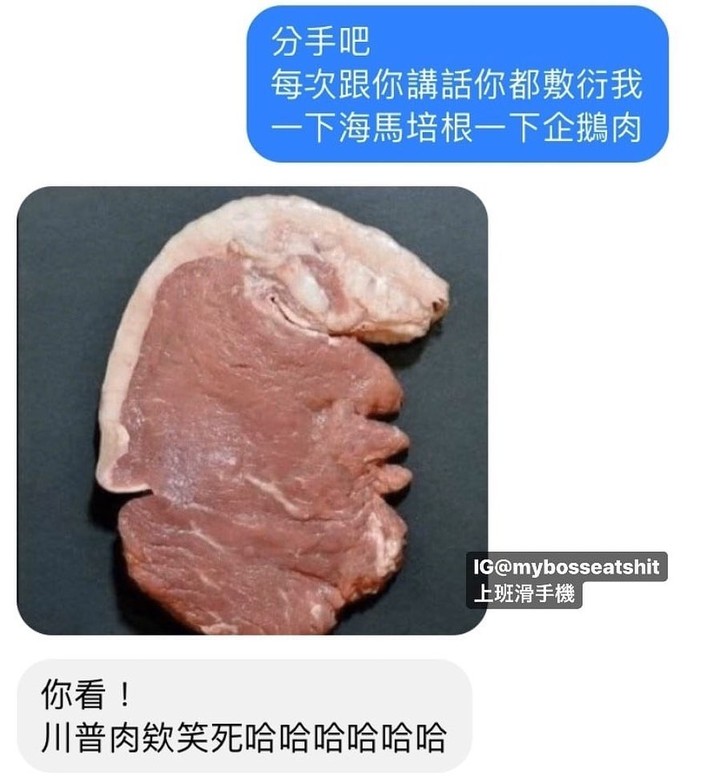 分手吧
每次跟你講話你都敷衍我
一下海馬培根一下企鵝肉
IG@mybosseatshit
上班滑手機
你看！
川普肉欸笑死哈哈哈哈哈哈